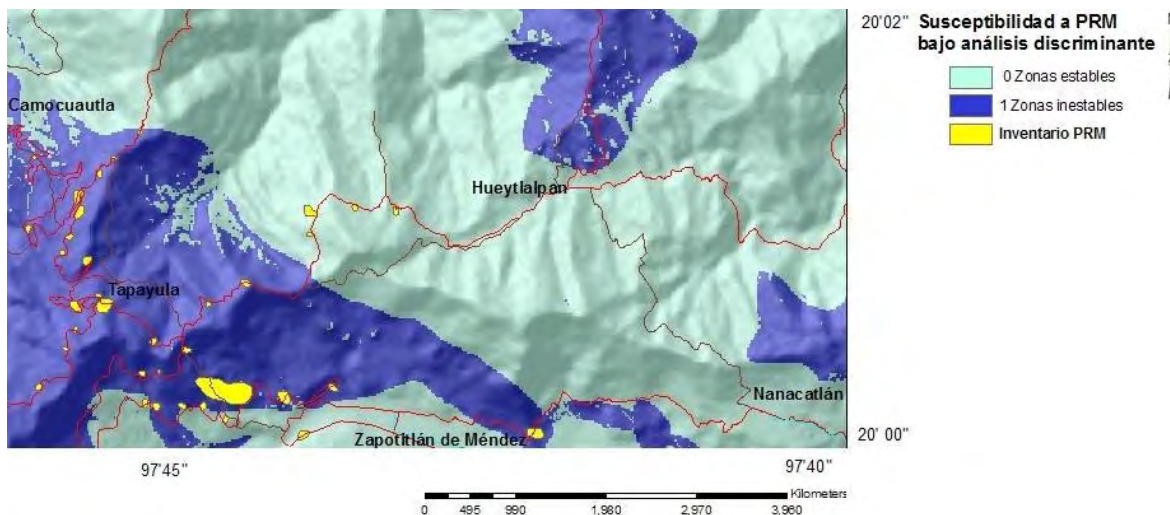 20'02"
Susceptibilidad a PRM
bajo análisis discriminante
0 Zonas estables
1 Zonas inestables
Inventario PRM
Camocuautla
Hueytlalpan
Tapayula
Nanacatlán
Zapotitlán de Méndez
20' 00"
97'45"
97'40"
Kilometers
0 495 990 1,980 2,970 3,960